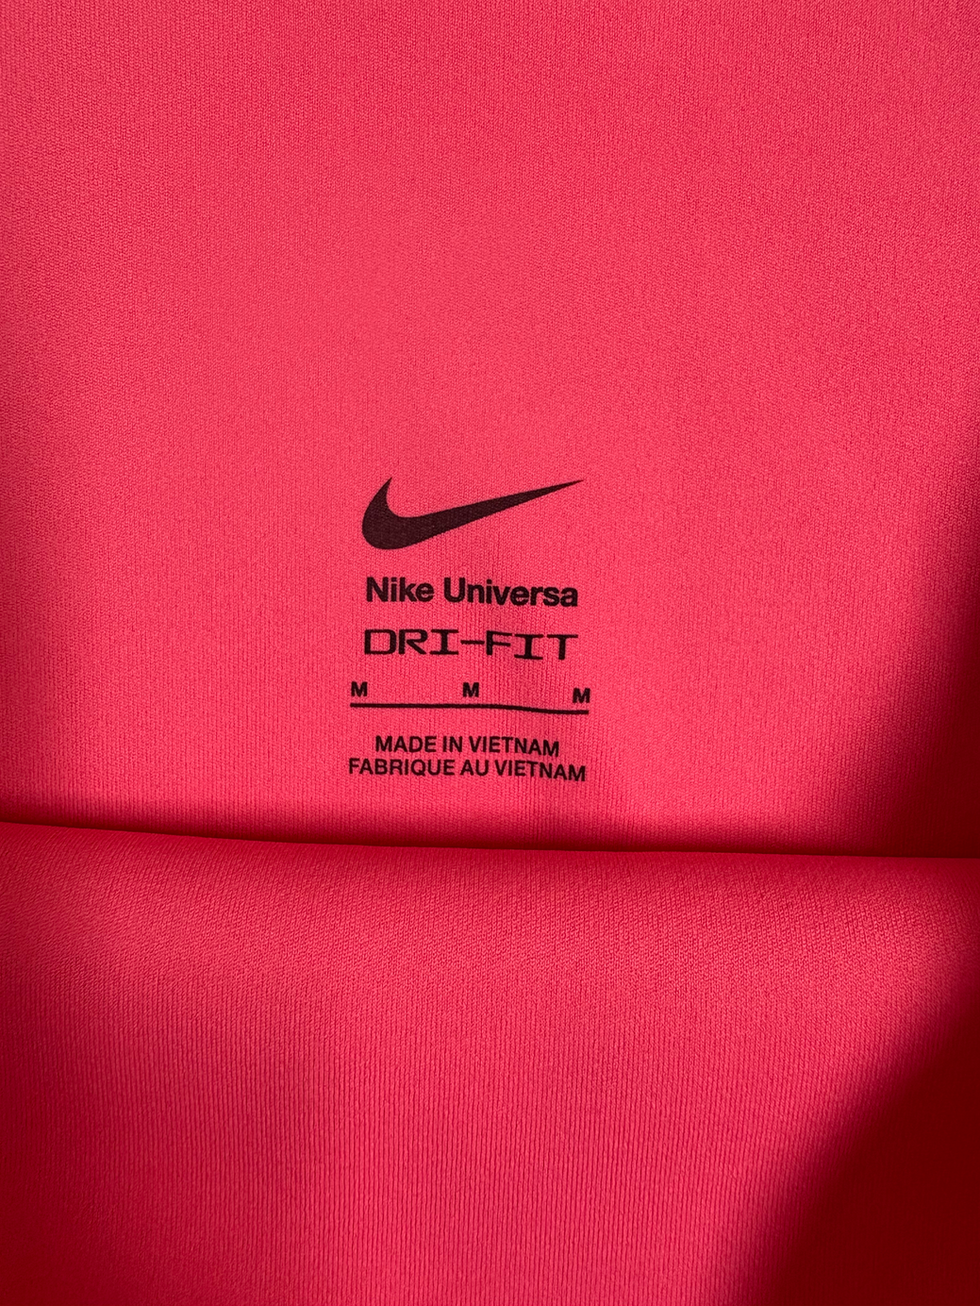 Nike Universa
DRI-FIT
M M M
MADE IN VIETNAM
FABRIQUE AU VIETNAM